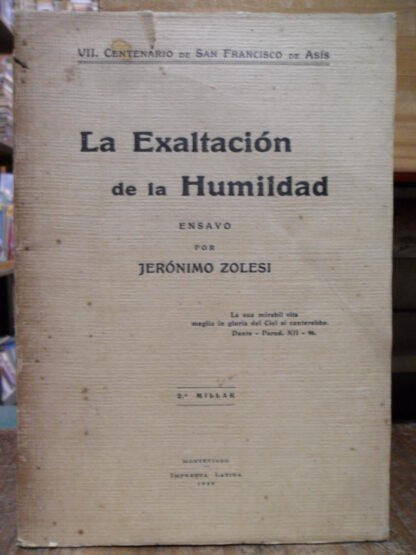 VII. CENTENARIO DE SAN FRANCISCO DE ASÍS
La Exaltación
de la Humildad
ENSAYO
POR
JERÓNIMO ZOLESI
La sua mirabil vita
meglio in gloria del Ciel si canterebbe.
Dante - Parad. XII - 96.
2.º MILLAR
MONTEVIDEO
IMPRENTA LATINA